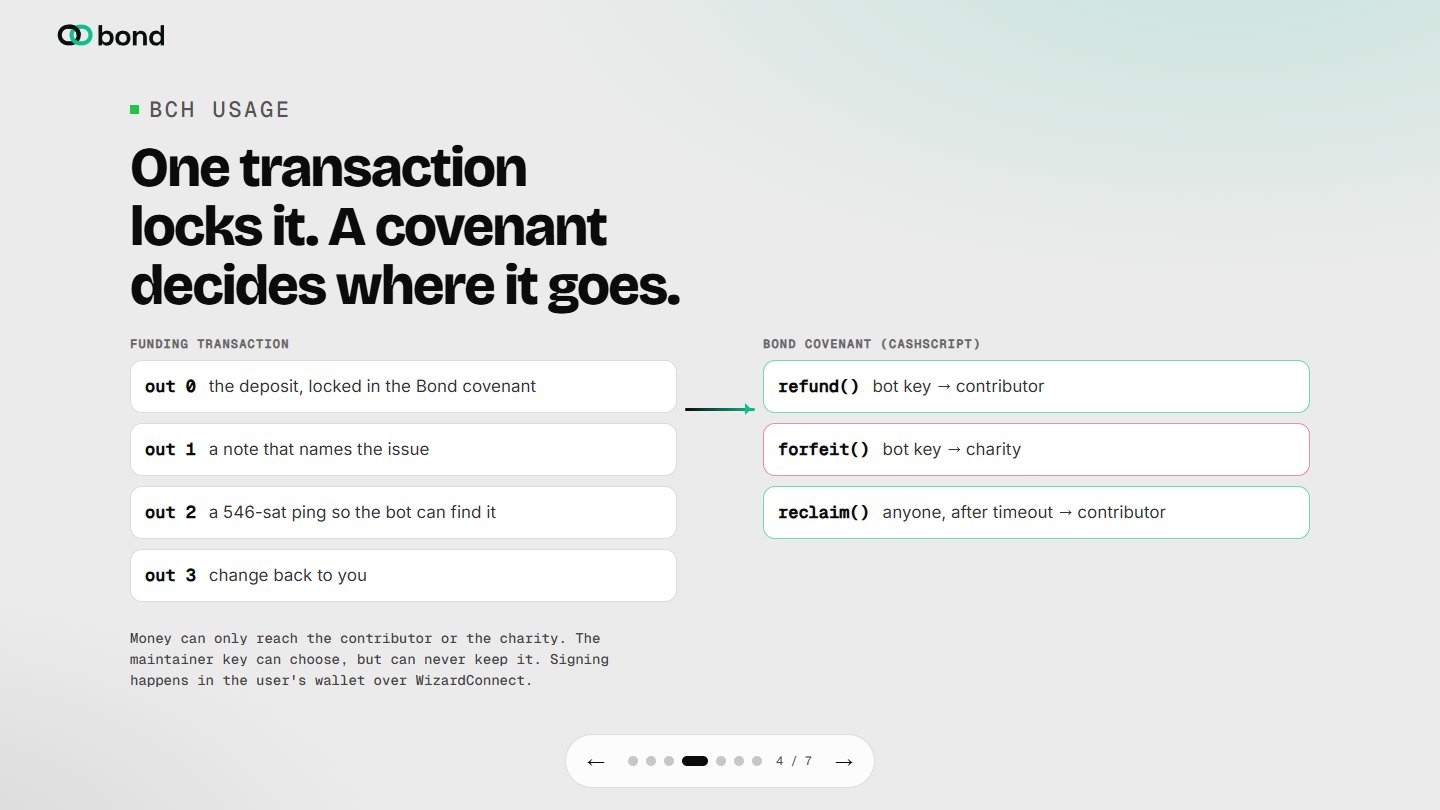 bond
BCH USAGE
One transaction
locks it. A covenant
decides where it goes.
FUNDING TRANSACTION
out 0 the deposit, locked in the Bond covenant
out 1 a note that names the issue
out 2 a 546-sat ping so the bot can find it
out 3 change back to you
BOND COVENANT (CASHSCRIPT)
refund() bot key → contributor
forfeit() bot key → charity
reclaim() anyone, after timeout → contributor
Money can only reach the contributor or the charity. The
maintainer key can choose, but can never keep it. Signing
happens in the user's wallet over WizardConnect.
← 4 / 7 →